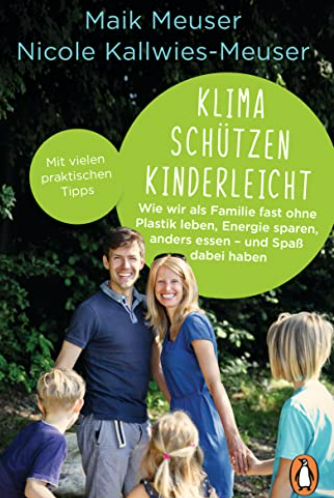 Maik Meuser
Nicole Kallwies-Meuser
KLIMA
SCHÜTZEN
KINDERLEICHT
Mit vielen
praktischen
Tipps
Wie wir als Familie fast ohne
Plastik leben, Energie sparen,
anders essen – und Spaß
dabei haben